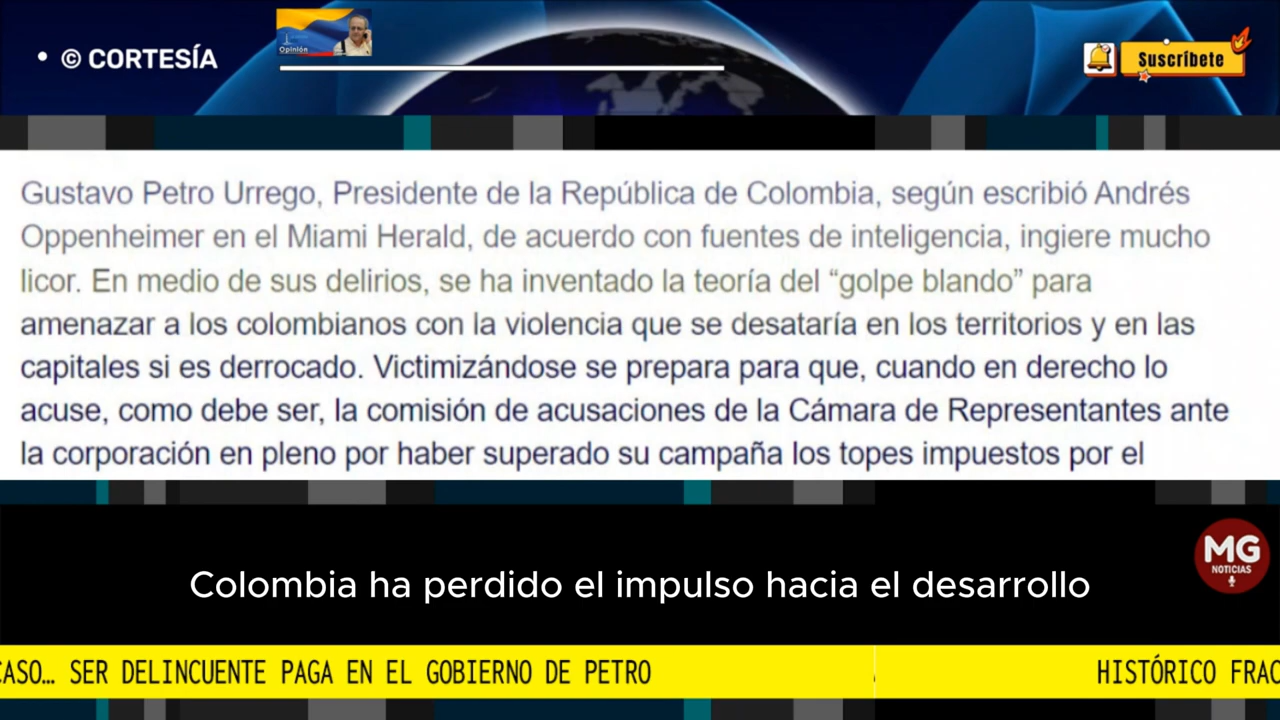 • © CORTESÍA
Opinión
Suscríbete
Gustavo Petro Urrego, Presidente de la República de Colombia, según escribió Andrés
Oppenheimer en el Miami Herald, de acuerdo con fuentes de inteligencia, ingiere mucho
licor. En medio de sus delirios, se ha inventado la teoría del “golpe blando” para
amenazar a los colombianos con la violencia que se desataría en los territorios y en las
capitales si es derrocado. Victimizándose se prepara para que, cuando en derecho lo
acuse, como debe ser, la comisión de acusaciones de la Cámara de Representantes ante
la corporación en pleno por haber superado su campaña los topes impuestos por el
MG
NOTICIAS
Colombia ha perdido el impulso hacia el desarrollo
CASO... SER DELINCUENTE PAGA EN EL GOBIERNO DE PETRO
HISTÓRICO FRAC